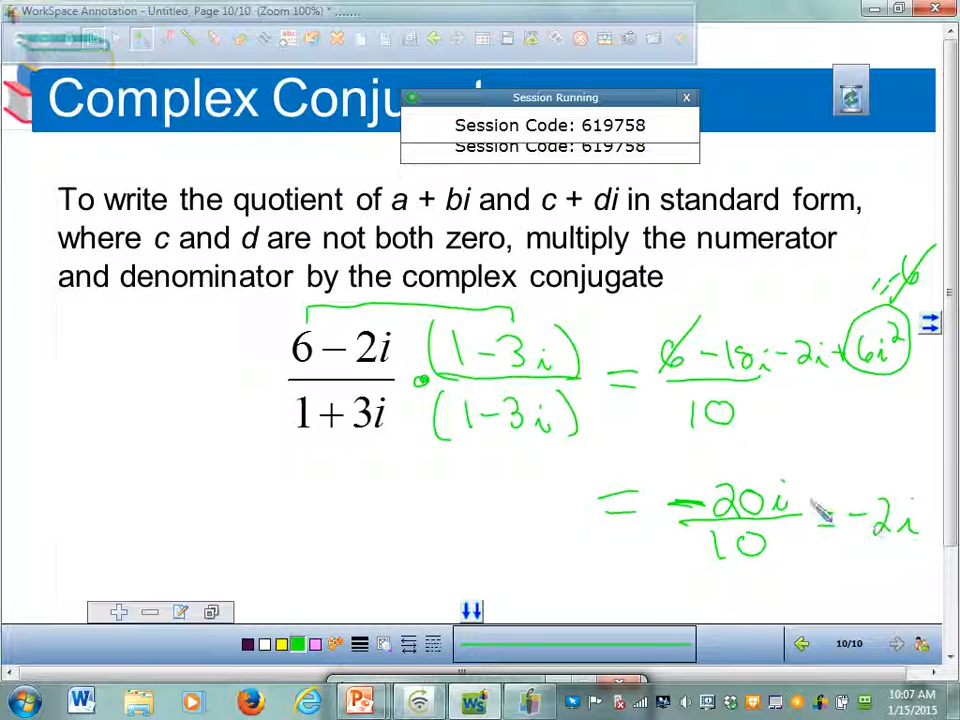 WorkSpace Annotation - Untitled, Page 10/10 (Zoom 100%) * .......
Complex Conju
Session Running X
Session Code: 619758
Session Code: 619758
To write the quotient of a + bi and c + di in standard form,
where c and d are not both zero, multiply the numerator
and denominator by the complex conjugate
= -6
6 − 2i · (1 − 3i) = 6 − 18i − 2i + 6i²
1 + 3i (1 − 3i) 10
= −20i = −2i
10
10/10
10:07 AM
1/15/2015